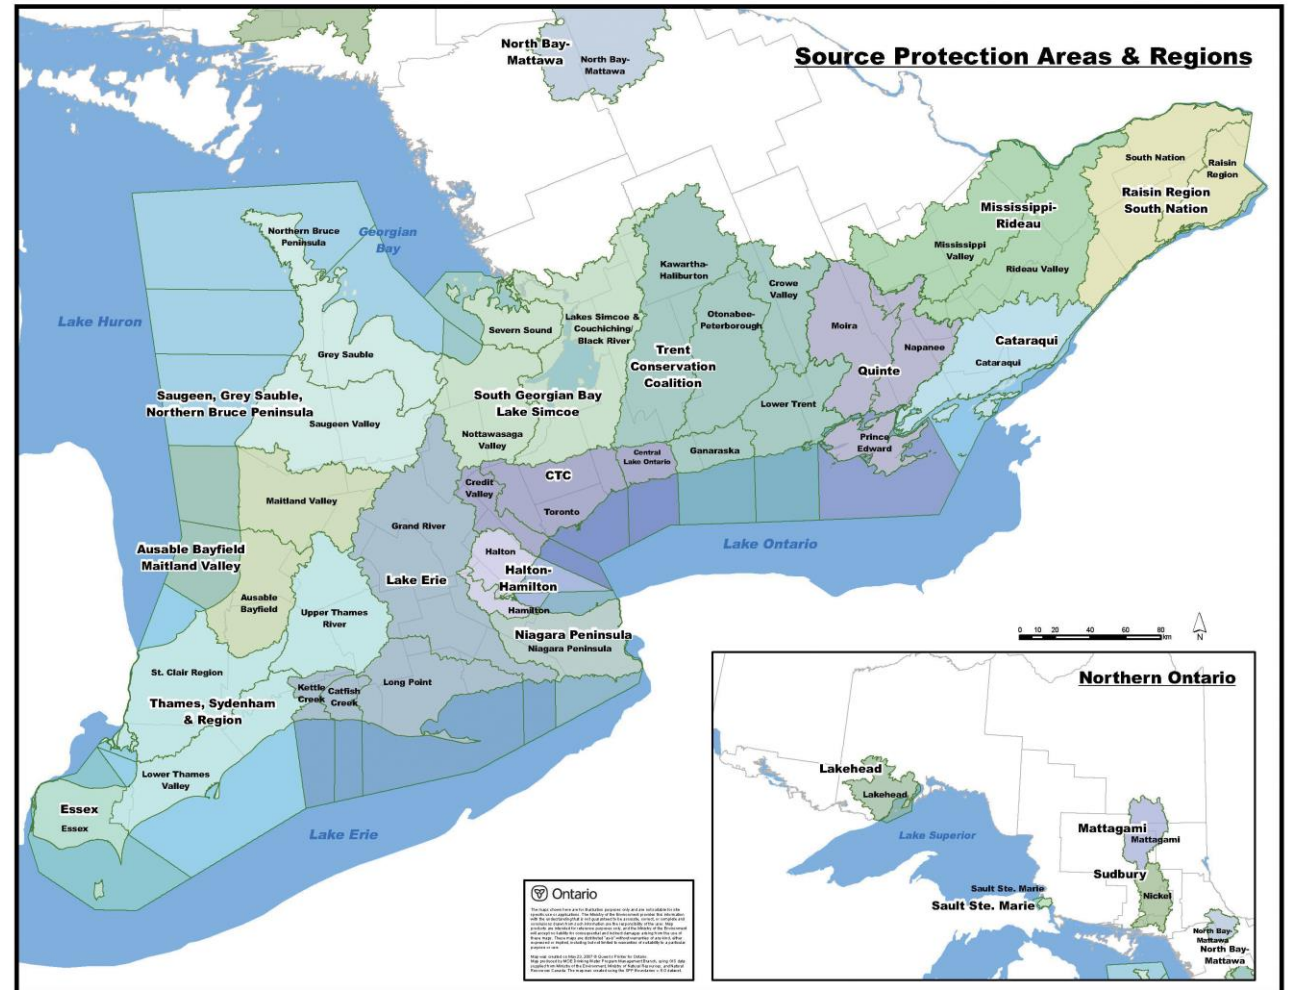 Source Protection Areas & Regions
North Bay-
Mattawa
North Bay-
Mattawa
South Nation
Raisin
Region
Raisin Region
South Nation
Mississippi-
Rideau
Mississippi
Valley
Rideau Valley
Northern Bruce
Peninsula
Georgian
Bay
Kawartha-
Haliburton
Crowe
Valley
Lake Huron
Severn Sound
Lakes Simcoe &
Couchiching/
Black River
Otonabee-
Peterborough
Moira
Napanee
Cataraqui
Cataraqui
Grey Sauble
Trent
Conservation
Coalition
Quinte
Saugeen, Grey Sauble,
Northern Bruce Peninsula
South Georgian Bay
Lake Simcoe
Lower Trent
Saugeen Valley
Nottawasaga
Valley
Ganaraska
Prince
Edward
Central
Lake Ontario
CTC
Credit
Valley
Toronto
Maitland Valley
Grand River
Lake Ontario
Ausable Bayfield
Maitland Valley
Halton
Halton-
Hamilton
Lake Erie
Ausable
Bayfield
Upper Thames
River
Hamilton
Niagara Peninsula
Niagara Peninsula
St. Clair Region
Kettle
Creek
Catfish
Creek
Long Point
Thames, Sydenham
& Region
Lower Thames
Valley
Essex
Essex
Lake Erie
0 10 20 40 60 80
km
N
Northern Ontario
Lakehead
Lakehead
Lake Superior
Mattagami
Mattagami
Sudbury
Nickel
Sault Ste. Marie
Sault Ste. Marie
North Bay-
Mattawa
North Bay-
Mattawa
Ontario